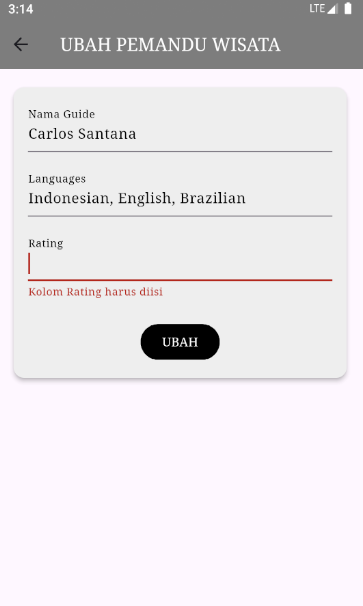 3:14
LTE
UBAH PEMANDU WISATA
Nama Guide
Carlos Santana
Languages
Indonesian, English, Brazilian
Rating
Kolom Rating harus diisi
UBAH